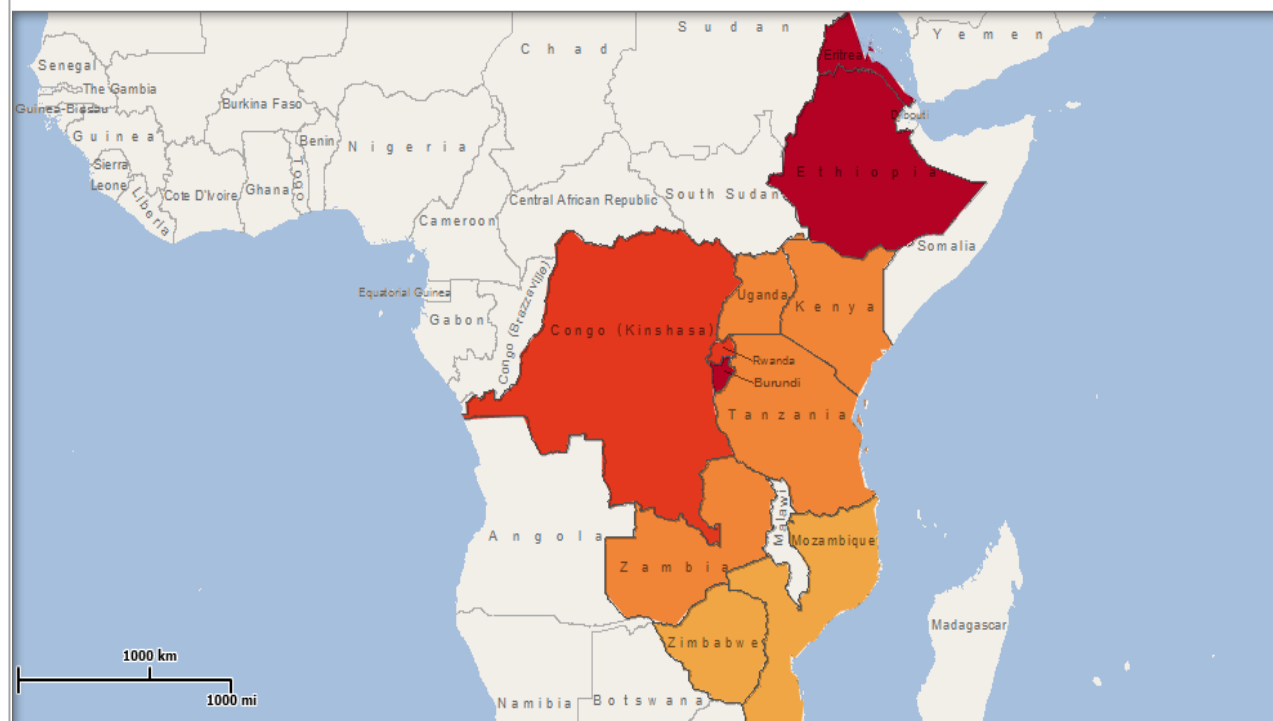 Sudan
Yemen
Chad
Eritrea
Senegal
The Gambia
Burkina Faso
Guinea-Bissau
Djibouti
Guinea
Benin
Nigeria
Sierra
Leone
Togo
Ethiopia
Liberia
Cote D'Ivoire
Ghana
Central African Republic
South Sudan
Cameroon
Somalia
Equatorial Guinea
Congo (Brazzaville)
Uganda
Kenya
Gabon
Congo (Kinshasa)
Rwanda
Burundi
Tanzania
Malawi
Angola
Mozambique
Zambia
Madagascar
Zimbabwe
1000 km
1000 mi
Namibia
Botswana